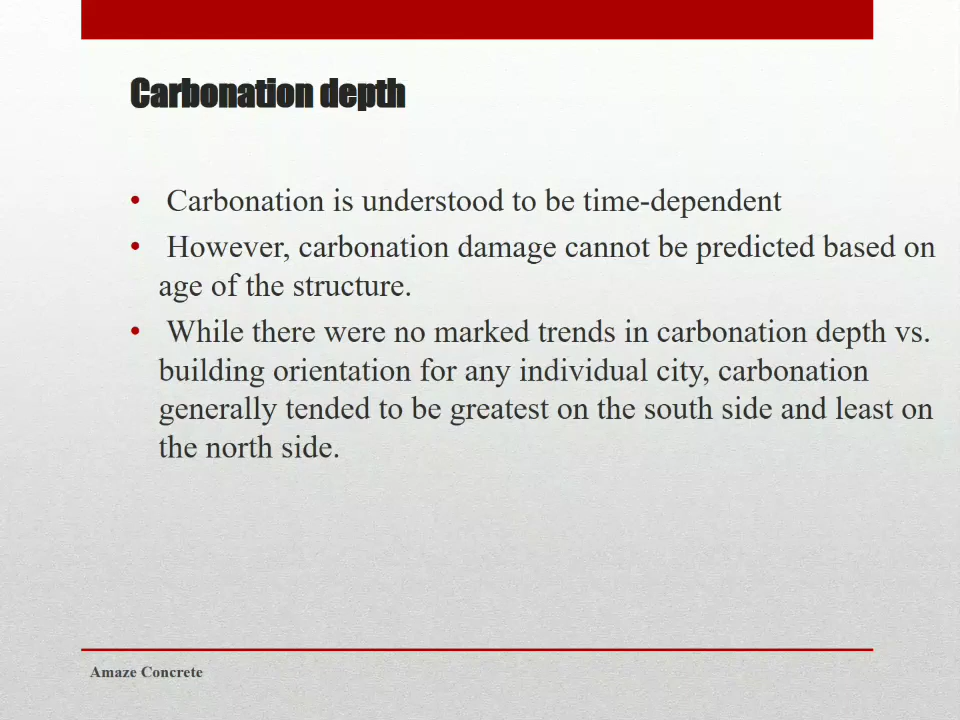 Carbonation depth
• Carbonation is understood to be time-dependent
• However, carbonation damage cannot be predicted based on
age of the structure.
• While there were no marked trends in carbonation depth vs.
building orientation for any individual city, carbonation
generally tended to be greatest on the south side and least on
the north side.
Amaze Concrete